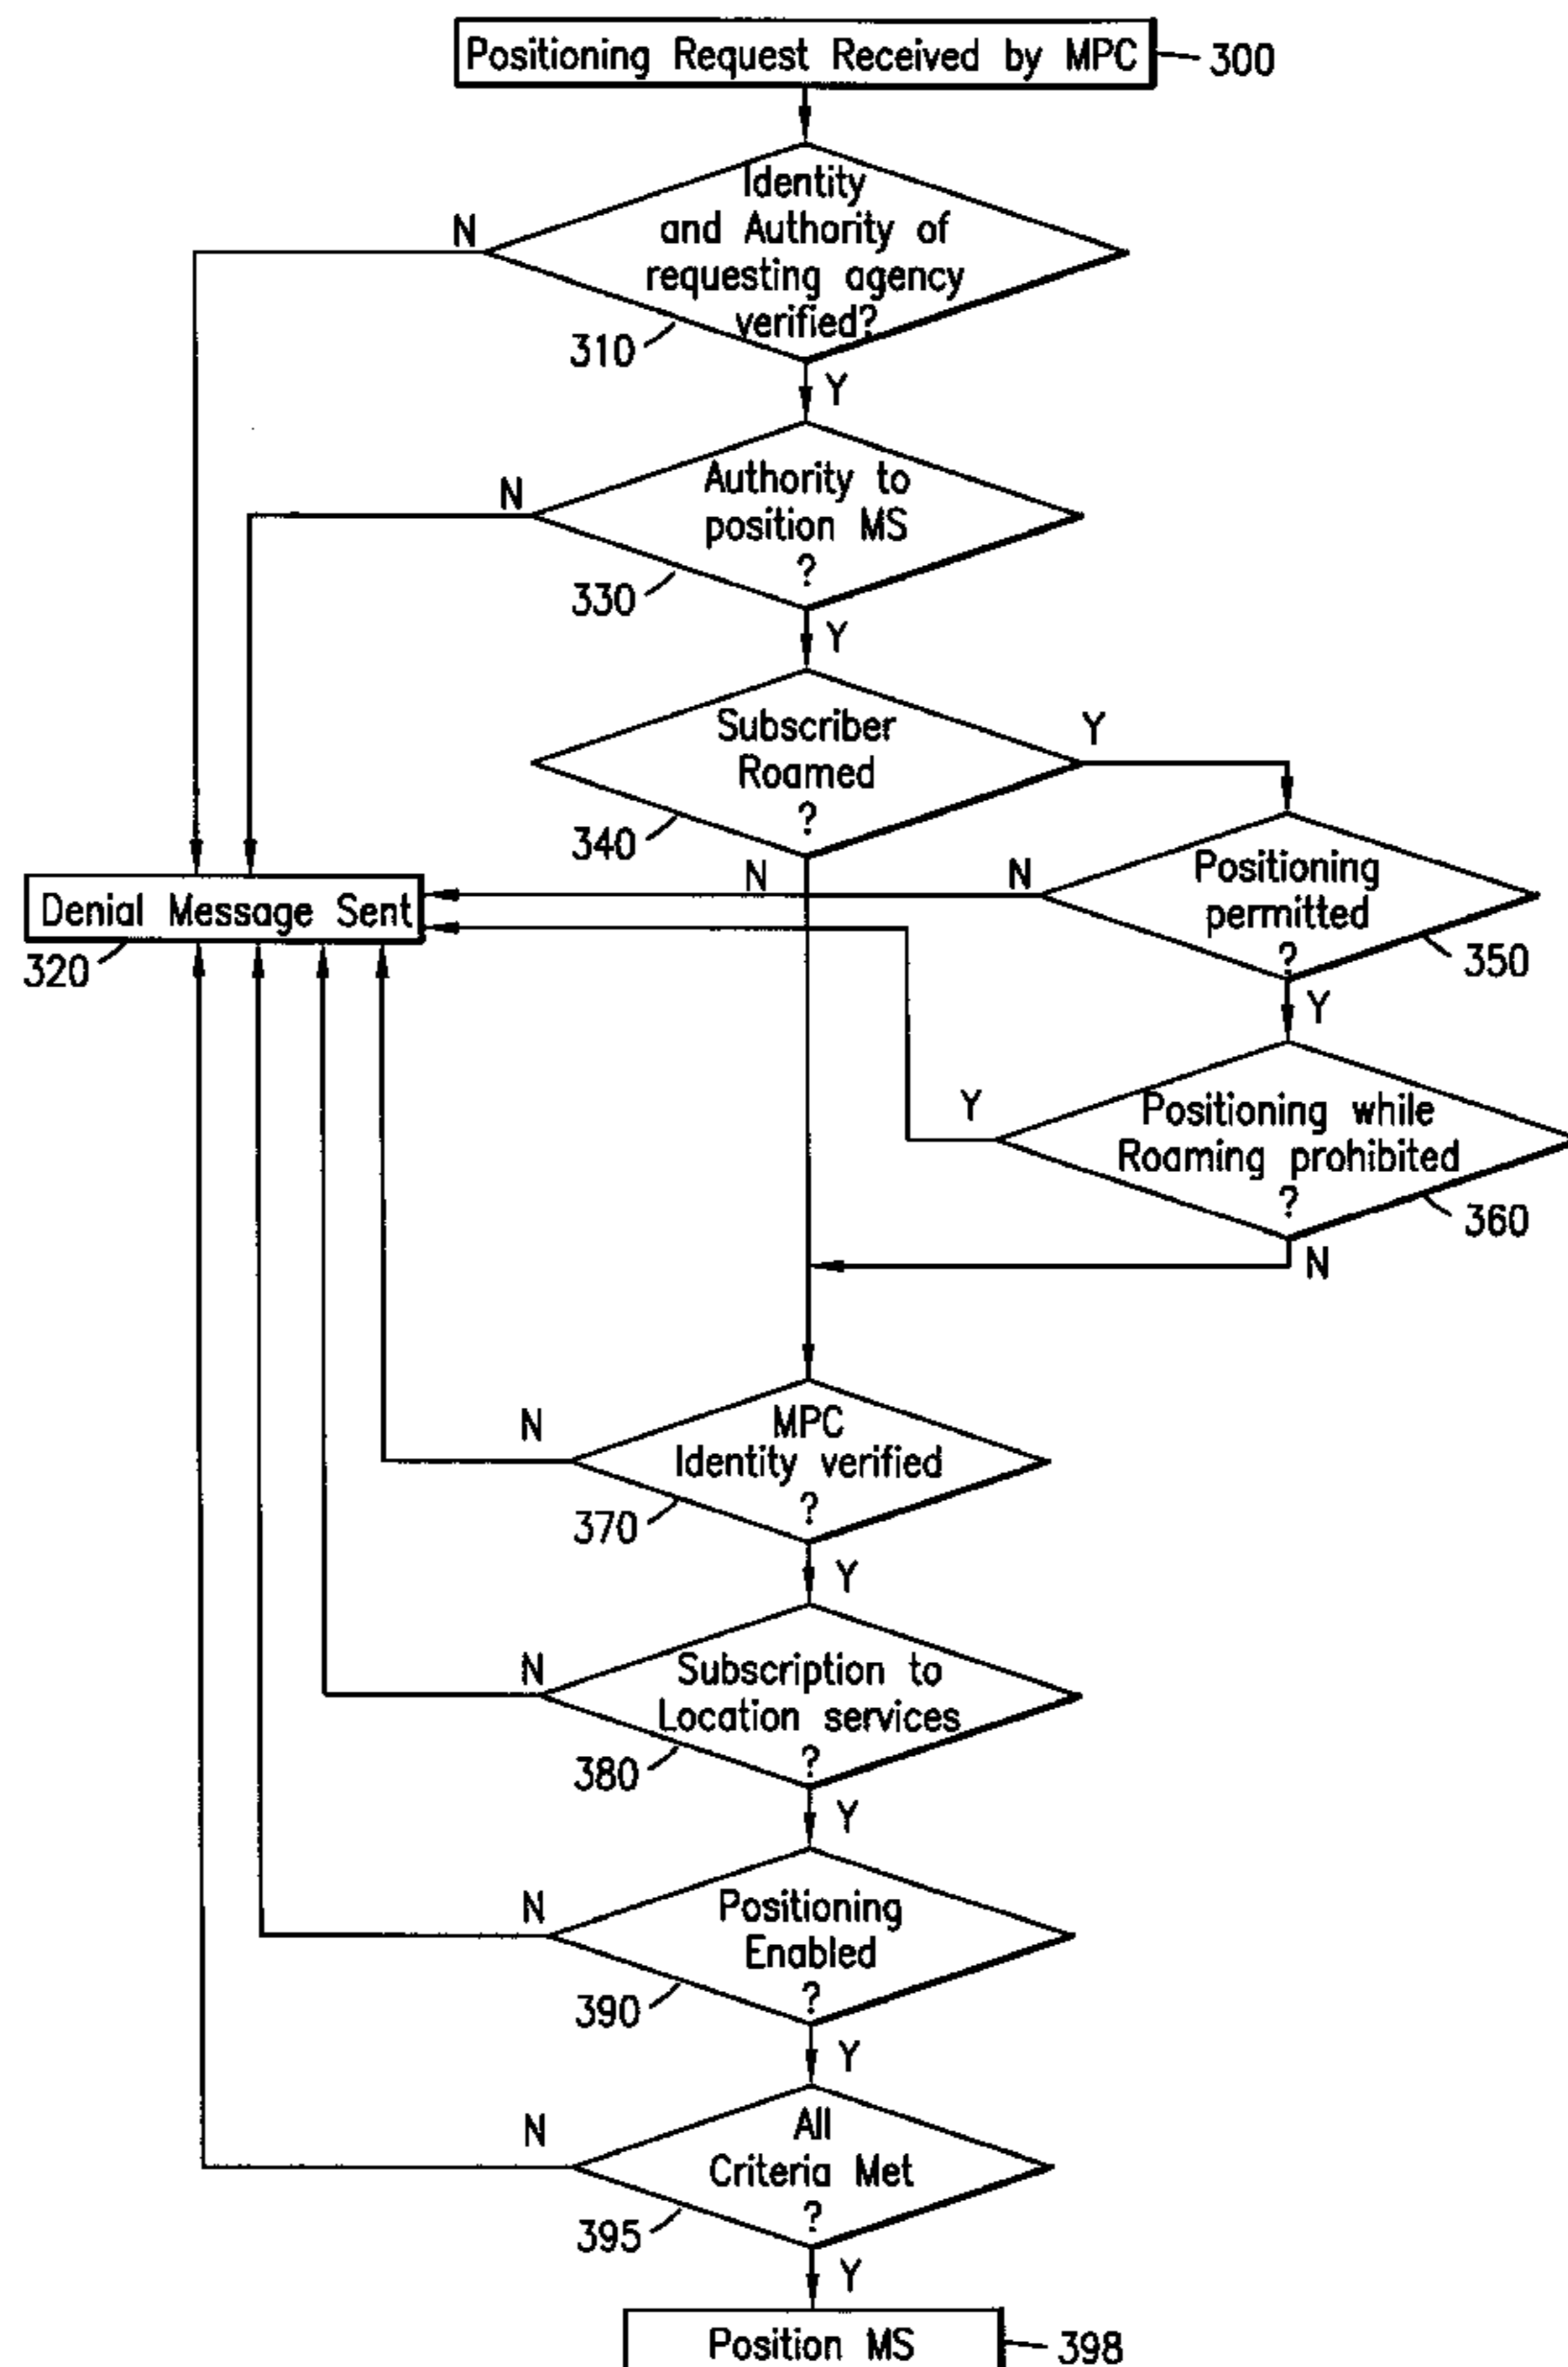 Positioning Request Received by MPC
300
Identity
and Authority of
requesting agency
verified?
N
310
Y
Authority to
position MS
?
N
330
Y
Subscriber
Roamed
?
Y
340
N
Positioning
permitted
?
N
350
Denial Message Sent
320
Y
Positioning while
Roaming prohibited
?
Y
360
N
MPC
Identity verified
?
N
370
Y
Subscription to
Location services
?
N
380
Y
Positioning
Enabled
?
N
390
Y
All
Criteria Met
?
N
395
Y
Position MS
398